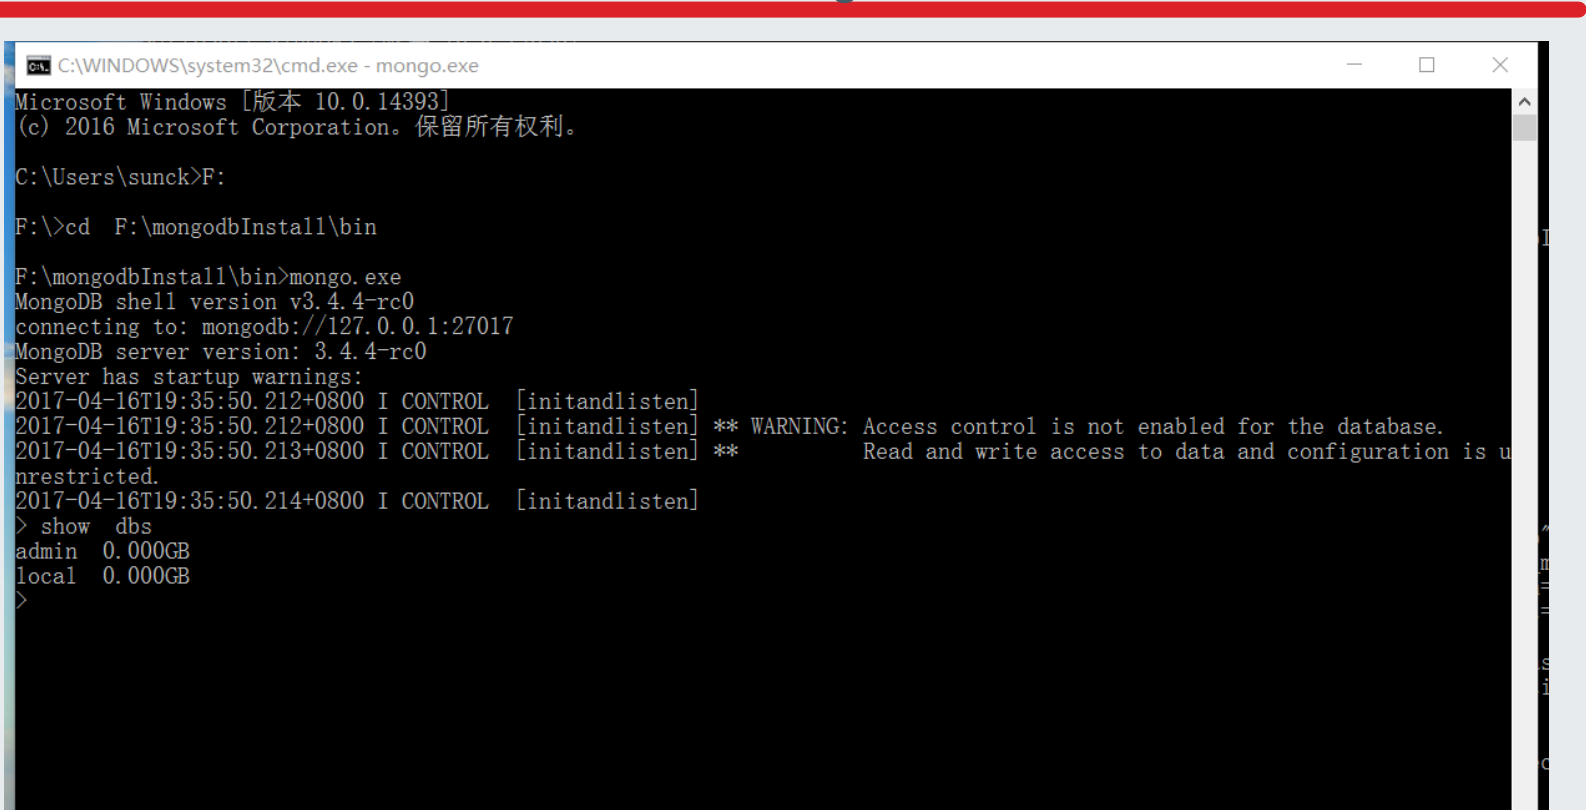 C:\WINDOWS\system32\cmd.exe - mongo.exe
Microsoft Windows [版本 10.0.14393]
(c) 2016 Microsoft Corporation。保留所有权利。
C:\Users\sunck>F:
F:\>cd  F:\mongodbInstall\bin
F:\mongodbInstall\bin>mongo.exe
MongoDB shell version v3.4.4-rc0
connecting to: mongodb://127.0.0.1:27017
MongoDB server version: 3.4.4-rc0
Server has startup warnings:
2017-04-16T19:35:50.212+0800 I CONTROL  [initandlisten]
2017-04-16T19:35:50.212+0800 I CONTROL  [initandlisten] ** WARNING: Access control is not enabled for the database.
2017-04-16T19:35:50.213+0800 I CONTROL  [initandlisten] **          Read and write access to data and configuration is u
nrestricted.
2017-04-16T19:35:50.214+0800 I CONTROL  [initandlisten]
> show  dbs
admin  0.000GB
local  0.000GB
>